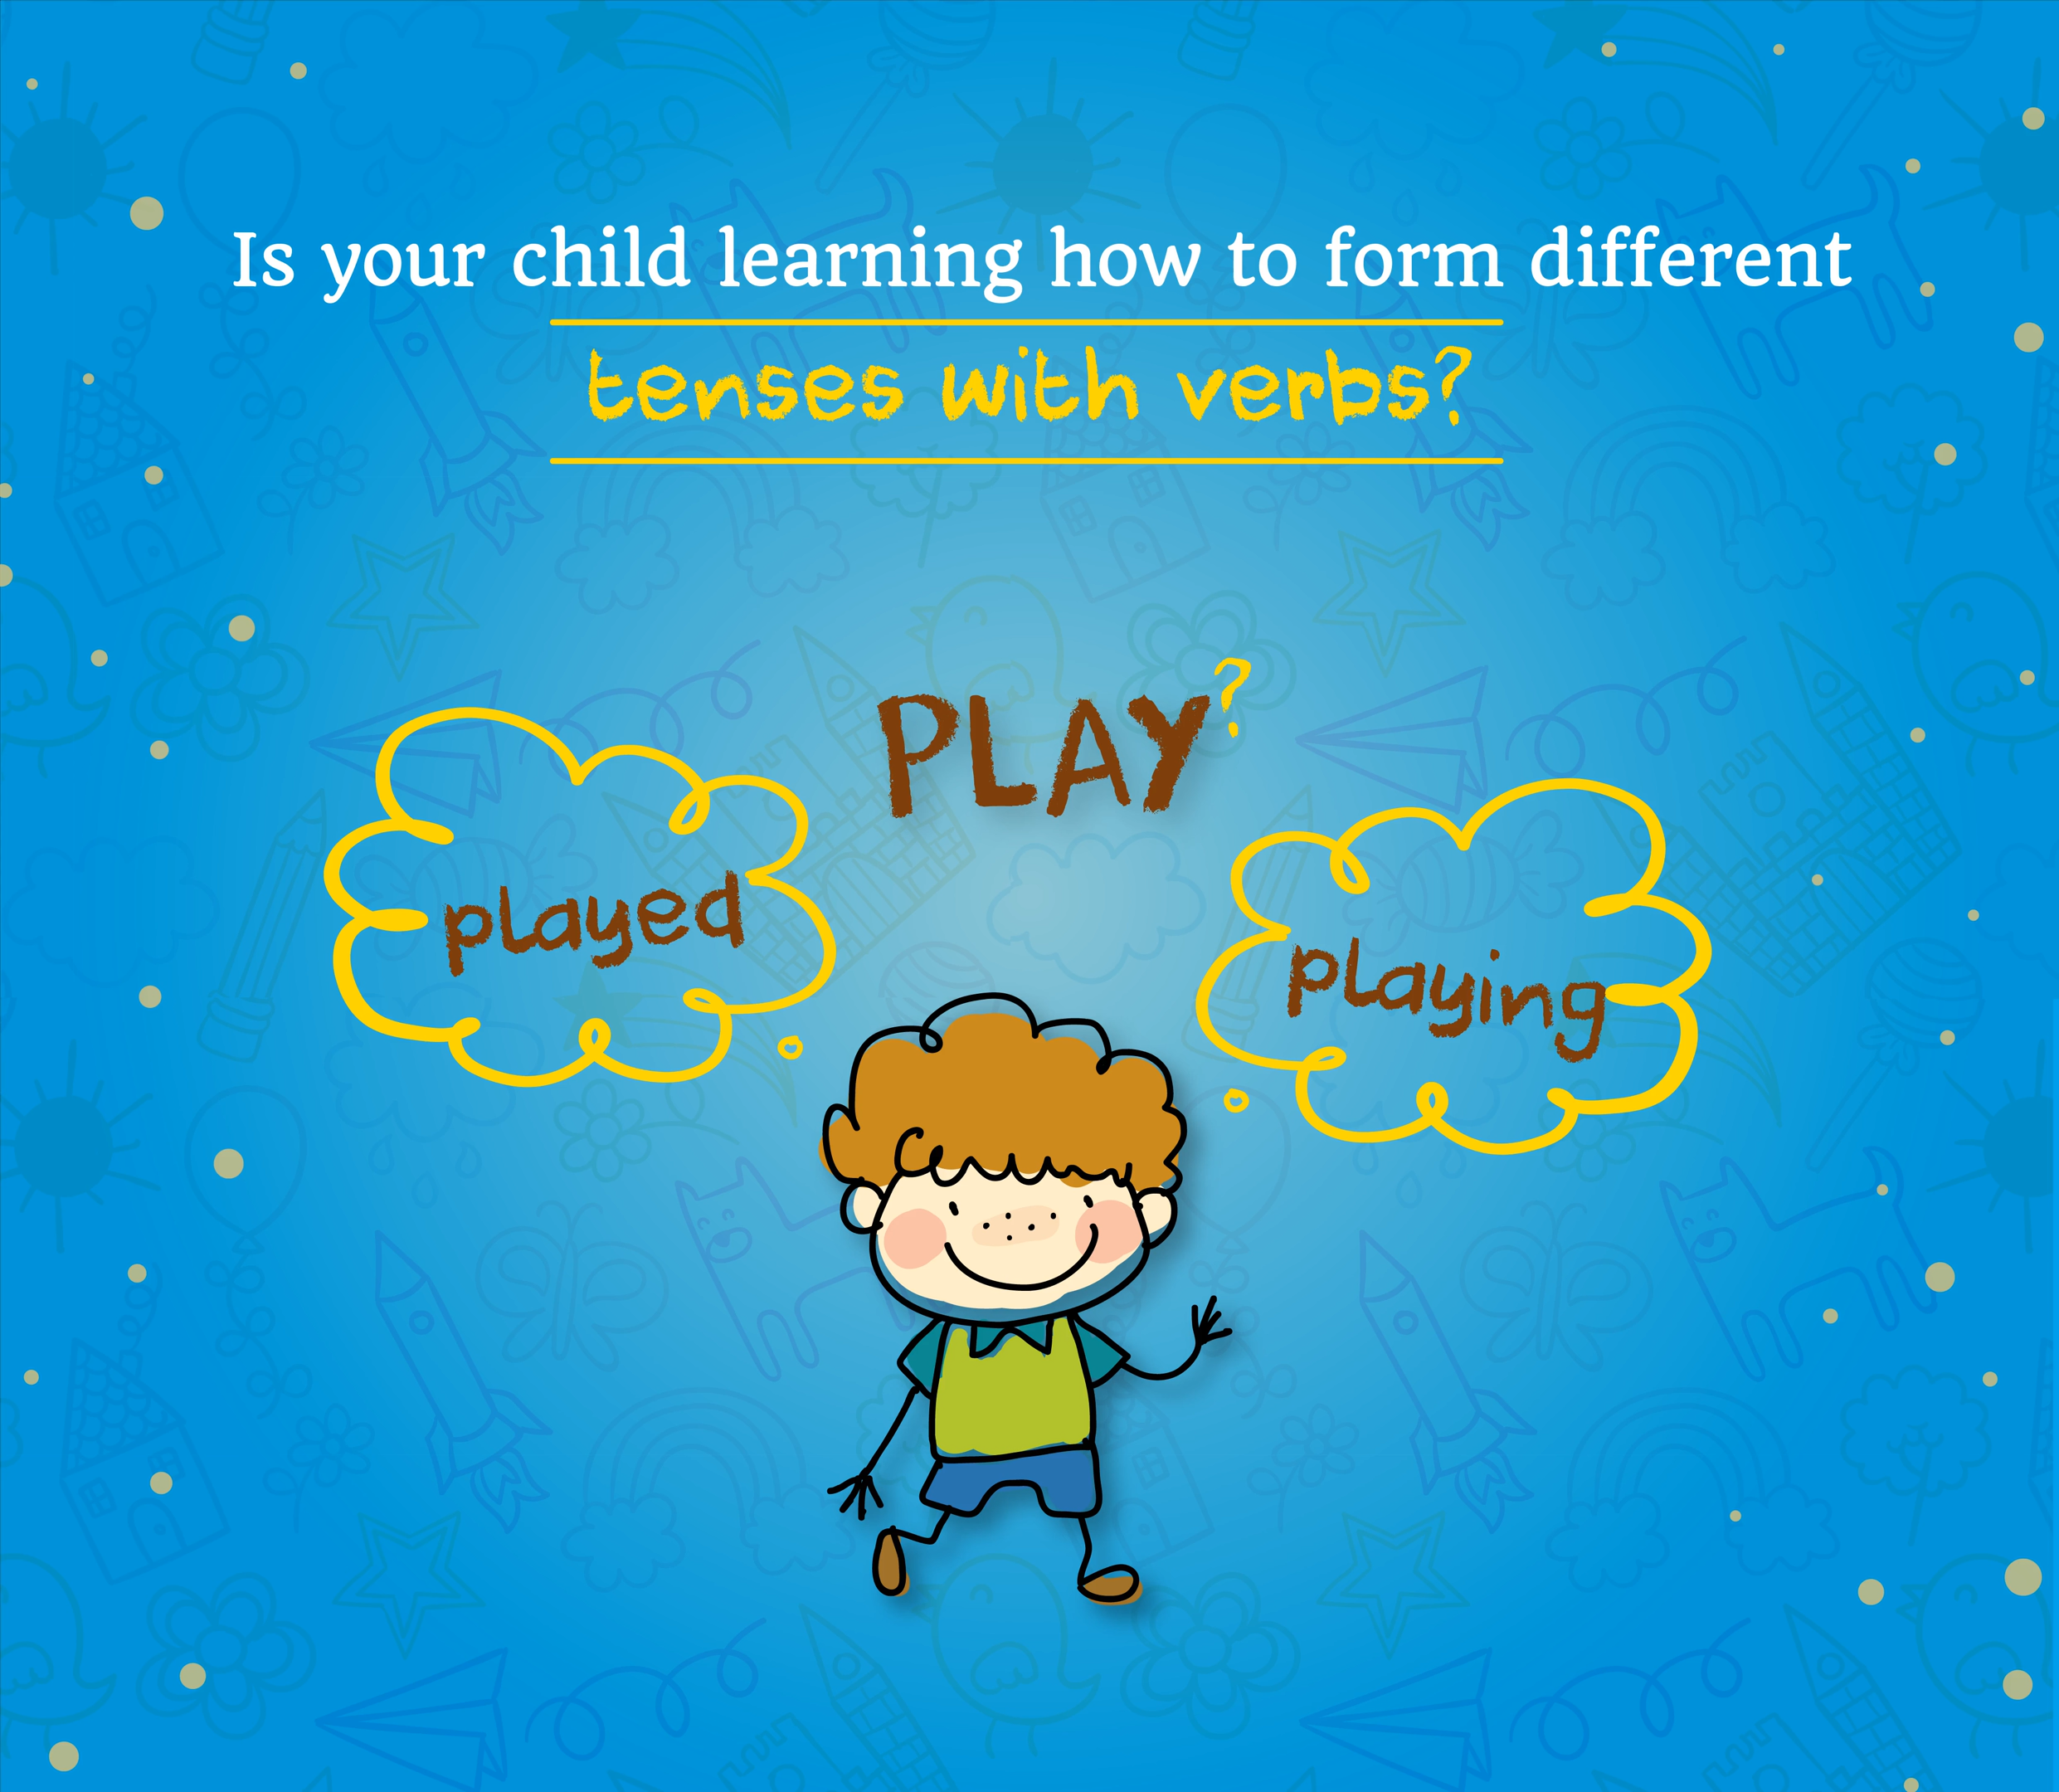 Is your child learning how to form different
tenses with verbs?
PLAY?
played
playing